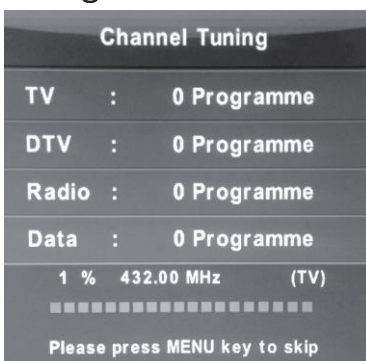 Channel Tuning
TV : 0 Programme
DTV : 0 Programme
Radio : 0 Programme
Data : 0 Programme
1 % 432.00 MHz (TV)
Please press MENU key to skip